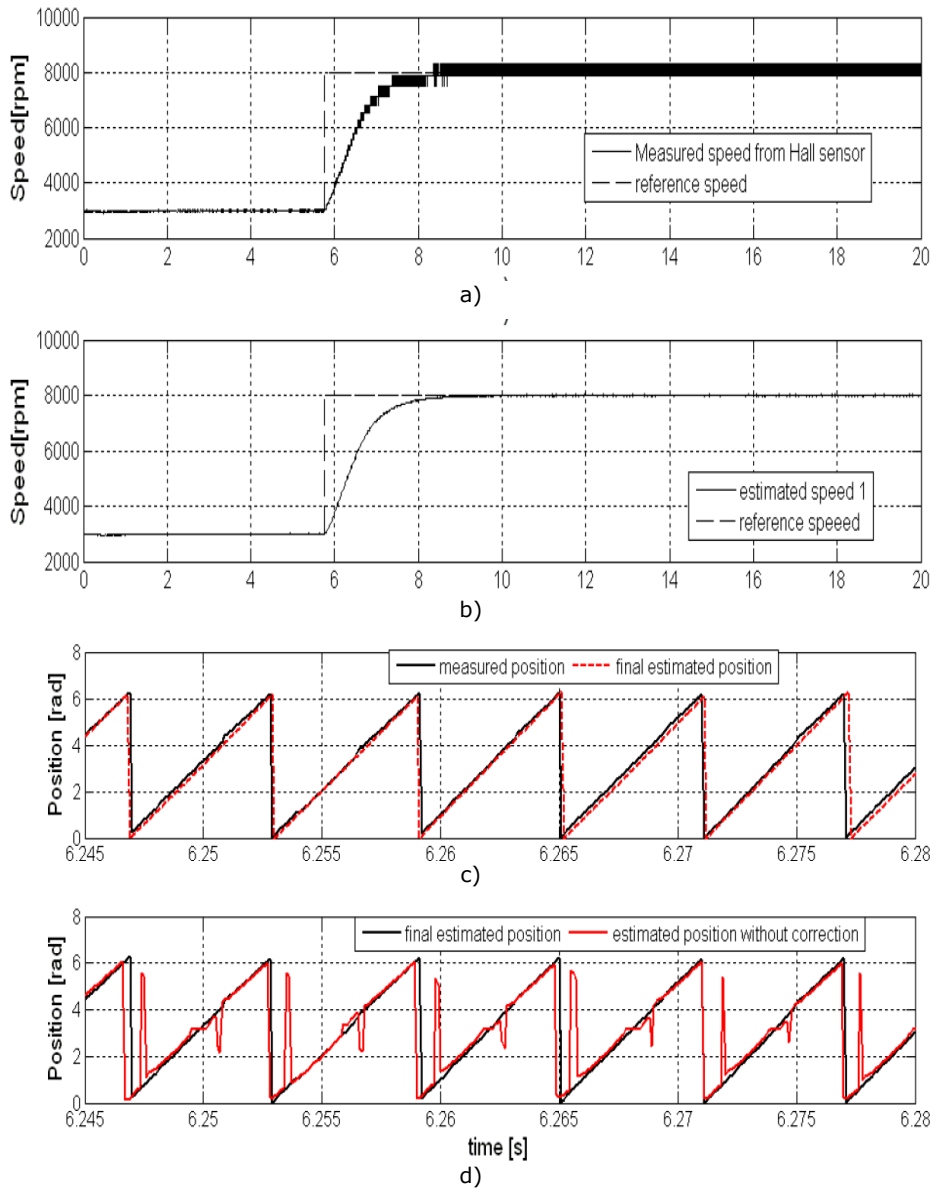 10000
8000
6000
4000
2000
Speed[rpm]
Measured speed from Hall sensor
reference speed
0 2 4 6 8 10 12 14 16 18 20
a)
10000
8000
6000
4000
2000
Speed[rpm]
estimated speed 1
reference speeed
0 2 4 6 8 10 12 14 16 18 20
b)
8
6
4
2
0
Position [rad]
measured position final estimated position
6.245 6.25 6.255 6.26 6.265 6.27 6.275 6.28
c)
8
6
4
2
0
Position [rad]
final estimated position estimated position without correction
6.245 6.25 6.255 6.26 6.265 6.27 6.275 6.28
time [s]
d)